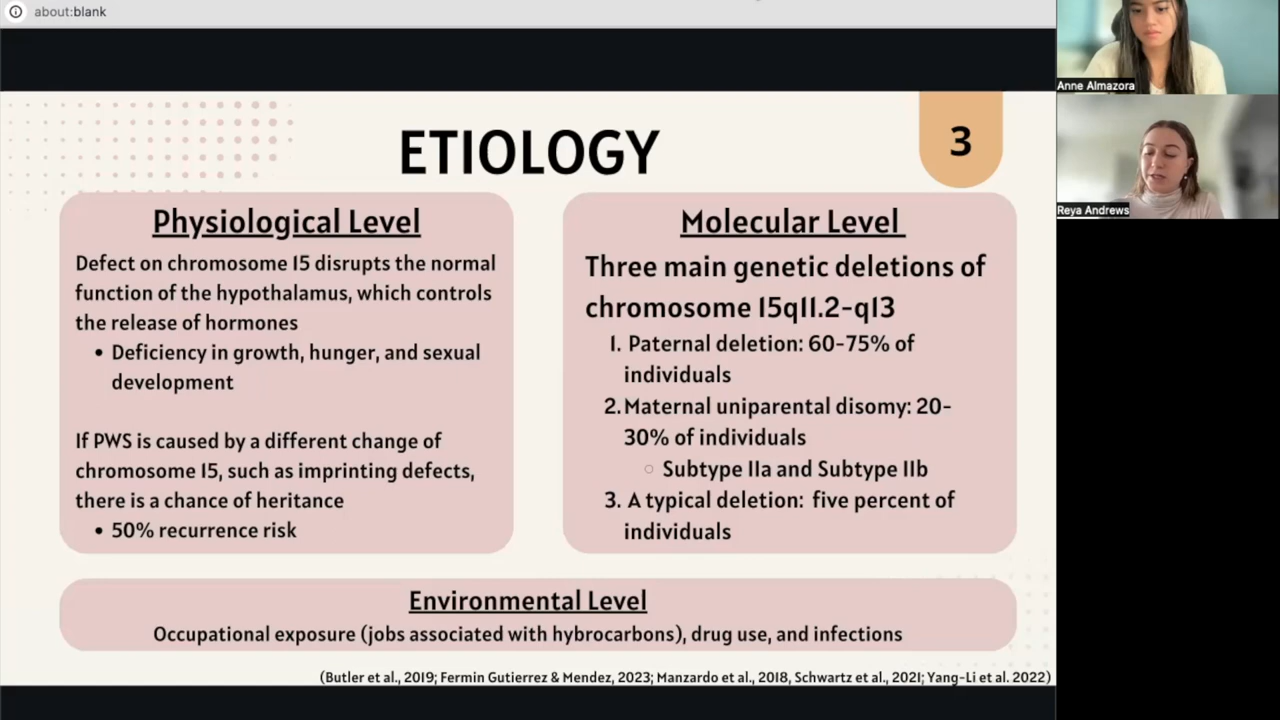 about:blank
ETIOLOGY
3
Physiological Level
Defect on chromosome 15 disrupts the normal
function of the hypothalamus, which controls
the release of hormones
• Deficiency in growth, hunger, and sexual
development
If PWS is caused by a different change of
chromosome 15, such as imprinting defects,
there is a chance of heritance
• 50% recurrence risk
Molecular Level
Three main genetic deletions of
chromosome 15q11.2-q13
1. Paternal deletion: 60-75% of
individuals
2. Maternal uniparental disomy: 20-
30% of individuals
○ Subtype IIa and Subtype IIb
3. A typical deletion: five percent of
individuals
Environmental Level
Occupational exposure (jobs associated with hybrocarbons), drug use, and infections
(Butler et al., 2019; Fermin Gutierrez & Mendez, 2023; Manzardo et al., 2018, Schwartz et al., 2021; Yang-Li et al. 2022)
Anne Almazora
Reya Andrews